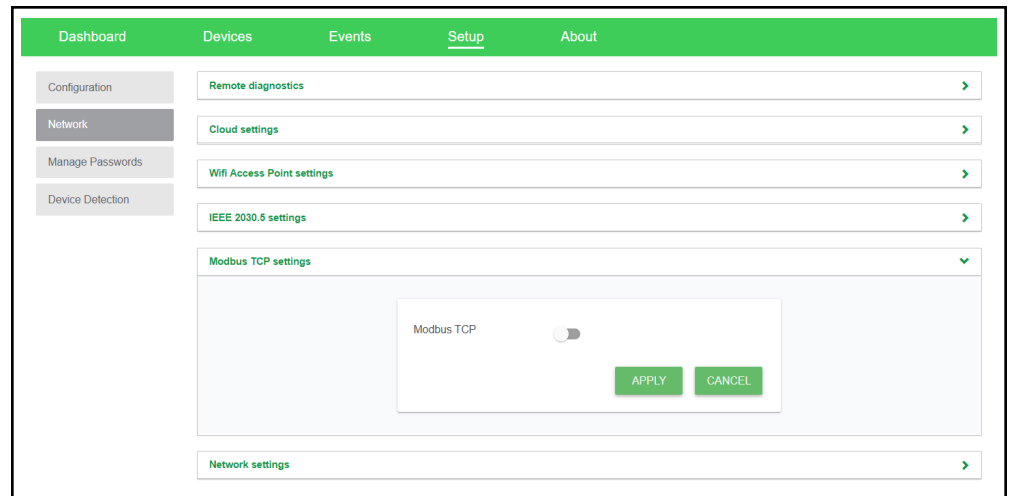 Dashboard Devices Events Setup About
Configuration
Network
Manage Passwords
Device Detection
Remote diagnostics
Cloud settings
Wifi Access Point settings
IEEE 2030.5 settings
Modbus TCP settings
Modbus TCP
APPLY CANCEL
Network settings